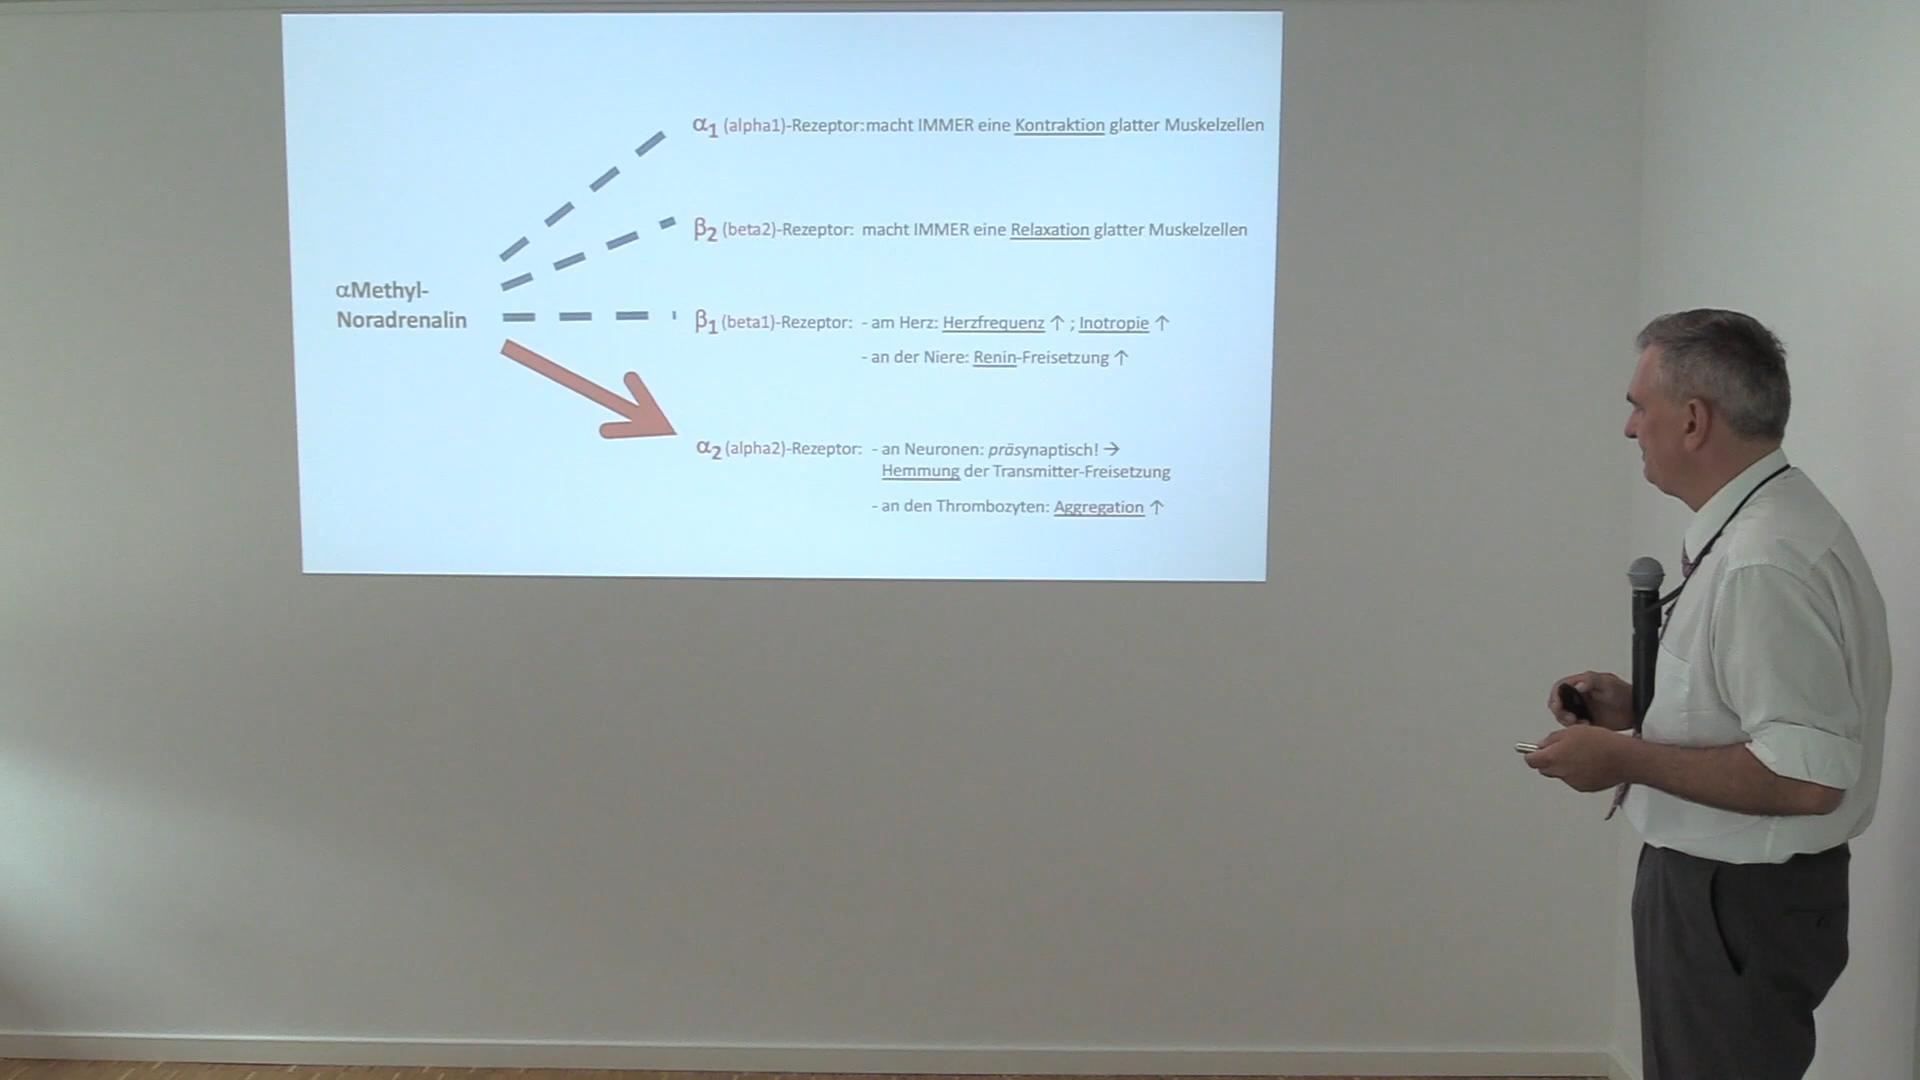 α1 (alpha1)-Rezeptor:macht IMMER eine Kontraktion glatter Muskelzellen
β2 (beta2)-Rezeptor: macht IMMER eine Relaxation glatter Muskelzellen
αMethyl-
Noradrenalin
β1 (beta1)-Rezeptor: - am Herz: Herzfrequenz ↑ ; Inotropie ↑
- an der Niere: Renin-Freisetzung ↑
α2 (alpha2)-Rezeptor: - an Neuronen: präsynaptisch! →
Hemmung der Transmitter-Freisetzung
- an den Thrombozyten: Aggregation ↑